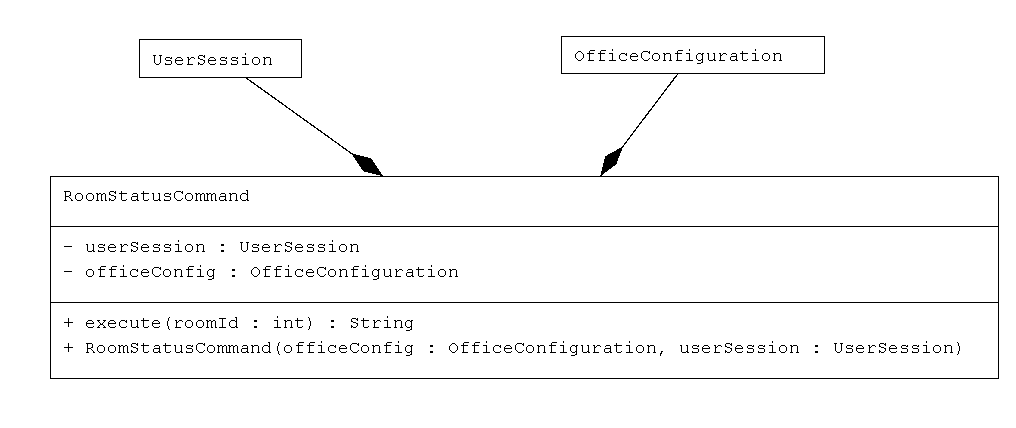 UserSession
OfficeConfiguration
RoomStatusCommand
- userSession : UserSession
- officeConfig : OfficeConfiguration
+ execute(roomId : int) : String
+ RoomStatusCommand(officeConfig : OfficeConfiguration, userSession : UserSession)